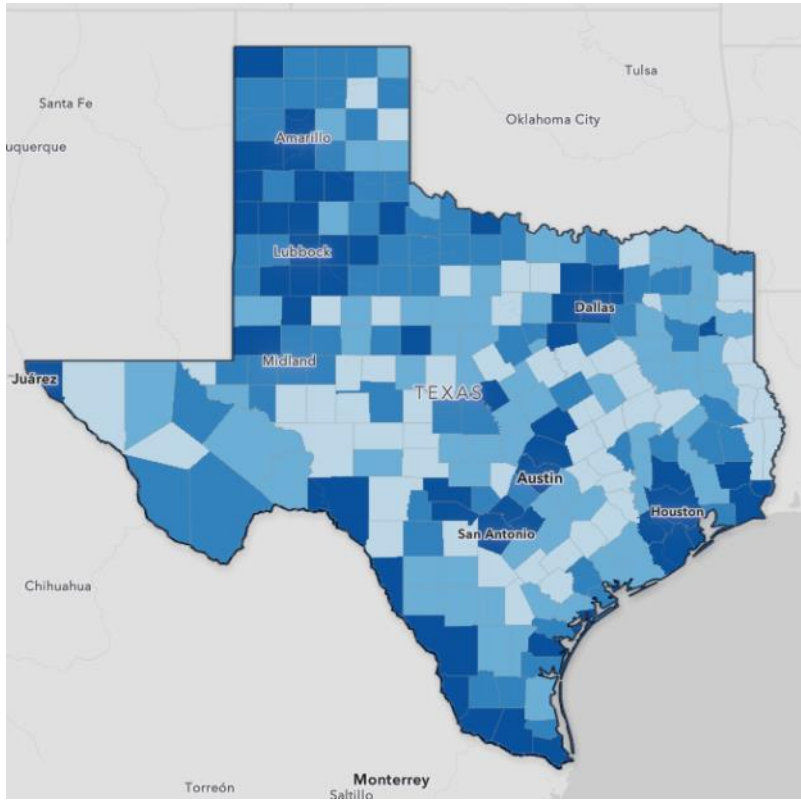 Tulsa
Santa Fe
Oklahoma City
Amarillo
uquerque
Lubbock
Dallas
Midland
Juárez
TEXAS
Austin
Houston
San Antonio
Chihuahua
Monterrey
Torreón
Saltillo